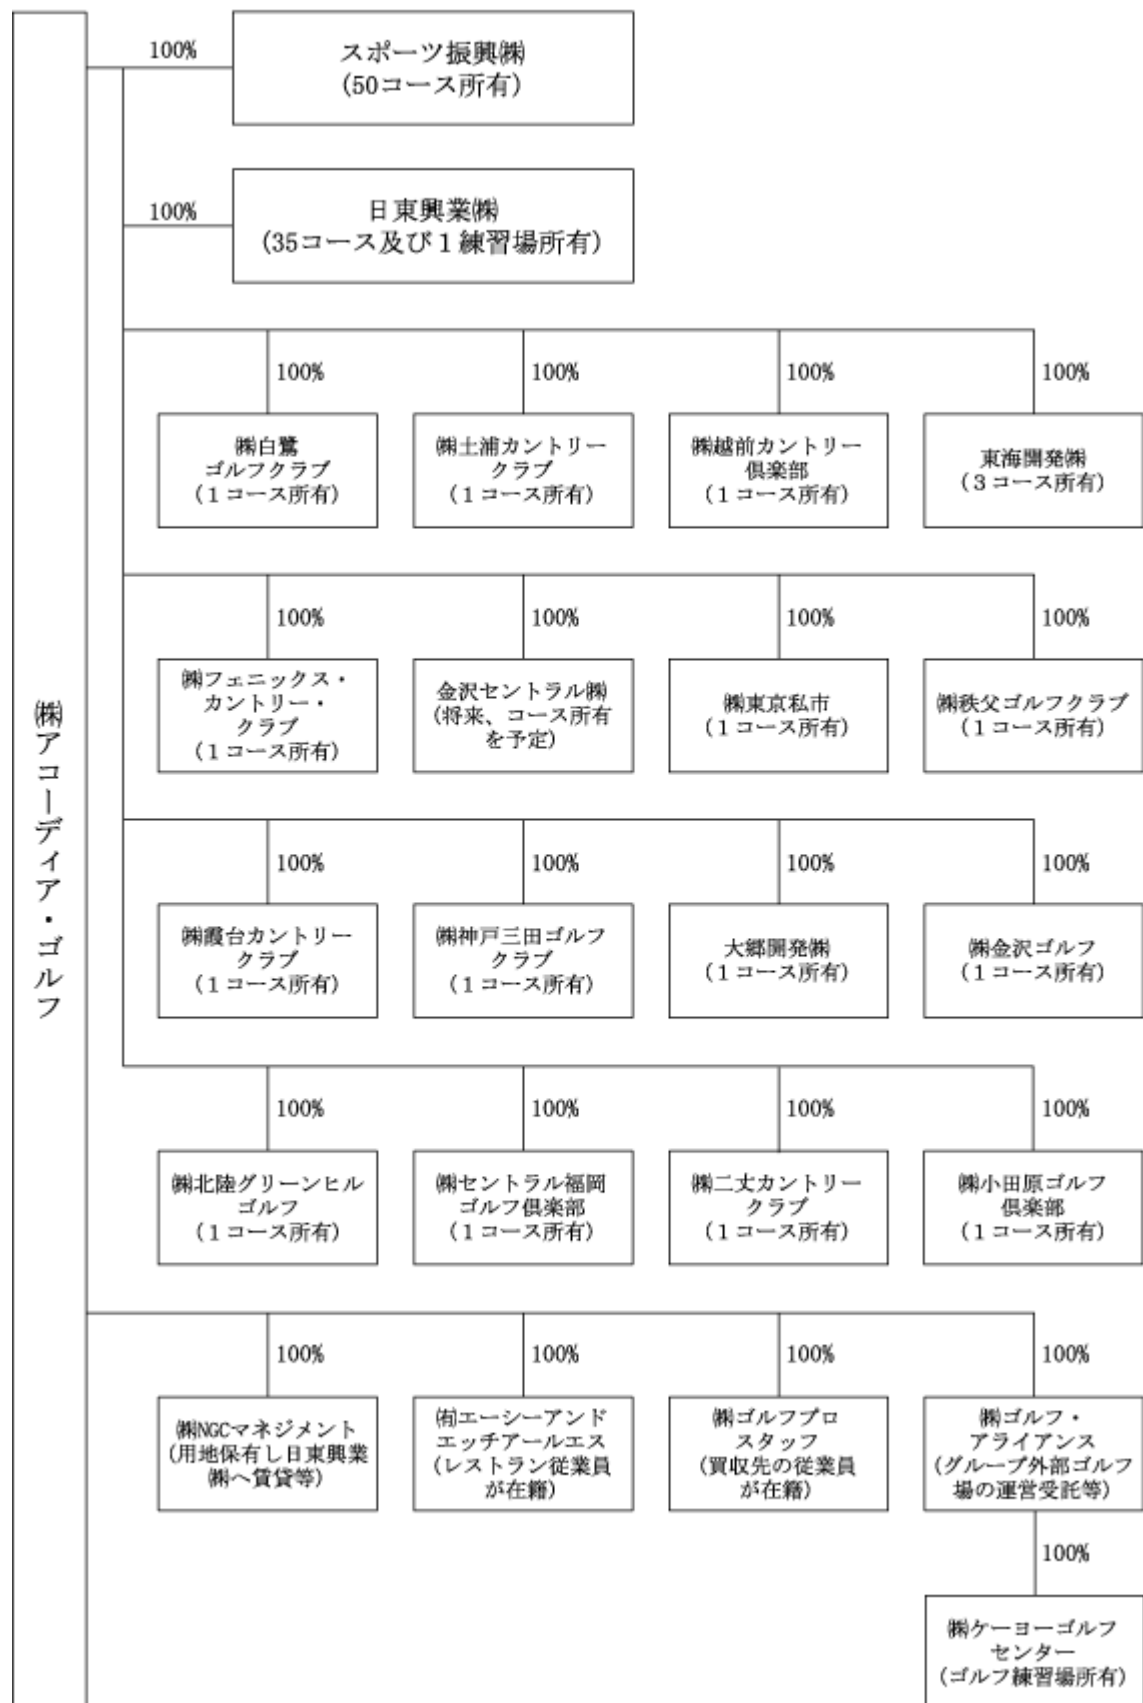 ㈱アコーディア・ゴルフ
100%
スポーツ振興㈱
(50コース所有)
100%
日東興業㈱
(35コース及び１練習場所有)
100%
㈱白鷺
ゴルフクラブ
(１コース所有)
100%
㈱土浦カントリー
クラブ
(１コース所有)
100%
㈱越前カントリー
倶楽部
(１コース所有)
100%
東海開発㈱
(３コース所有)
100%
㈱フェニックス・
カントリー・
クラブ
(１コース所有)
100%
金沢セントラル㈱
(将来、コース所有
を予定)
100%
㈱東京私市
(１コース所有)
100%
㈱秩父ゴルフクラブ
(１コース所有)
100%
㈱霞台カントリー
クラブ
(１コース所有)
100%
㈱神戸三田ゴルフ
クラブ
(１コース所有)
100%
大郷開発㈱
(１コース所有)
100%
㈱金沢ゴルフ
(１コース所有)
100%
㈱北陸グリーンヒル
ゴルフ
(１コース所有)
100%
㈱セントラル福岡
ゴルフ倶楽部
(１コース所有)
100%
㈱二丈カントリー
クラブ
(１コース所有)
100%
㈱小田原ゴルフ
倶楽部
(１コース所有)
100%
㈱NGCマネジメント
(用地保有し日東興業
㈱へ賃貸等)
100%
㈲エーシーアンド
エッチアールエス
(レストラン従業員
が在籍)
100%
㈱ゴルフプロ
スタッフ
(買収先の従業員
が在籍)
100%
㈱ゴルフ・
アライアンス
(グループ外部ゴルフ
場の運営受託等)
100%
㈱ケーヨーゴルフ
センター
(ゴルフ練習場所有)